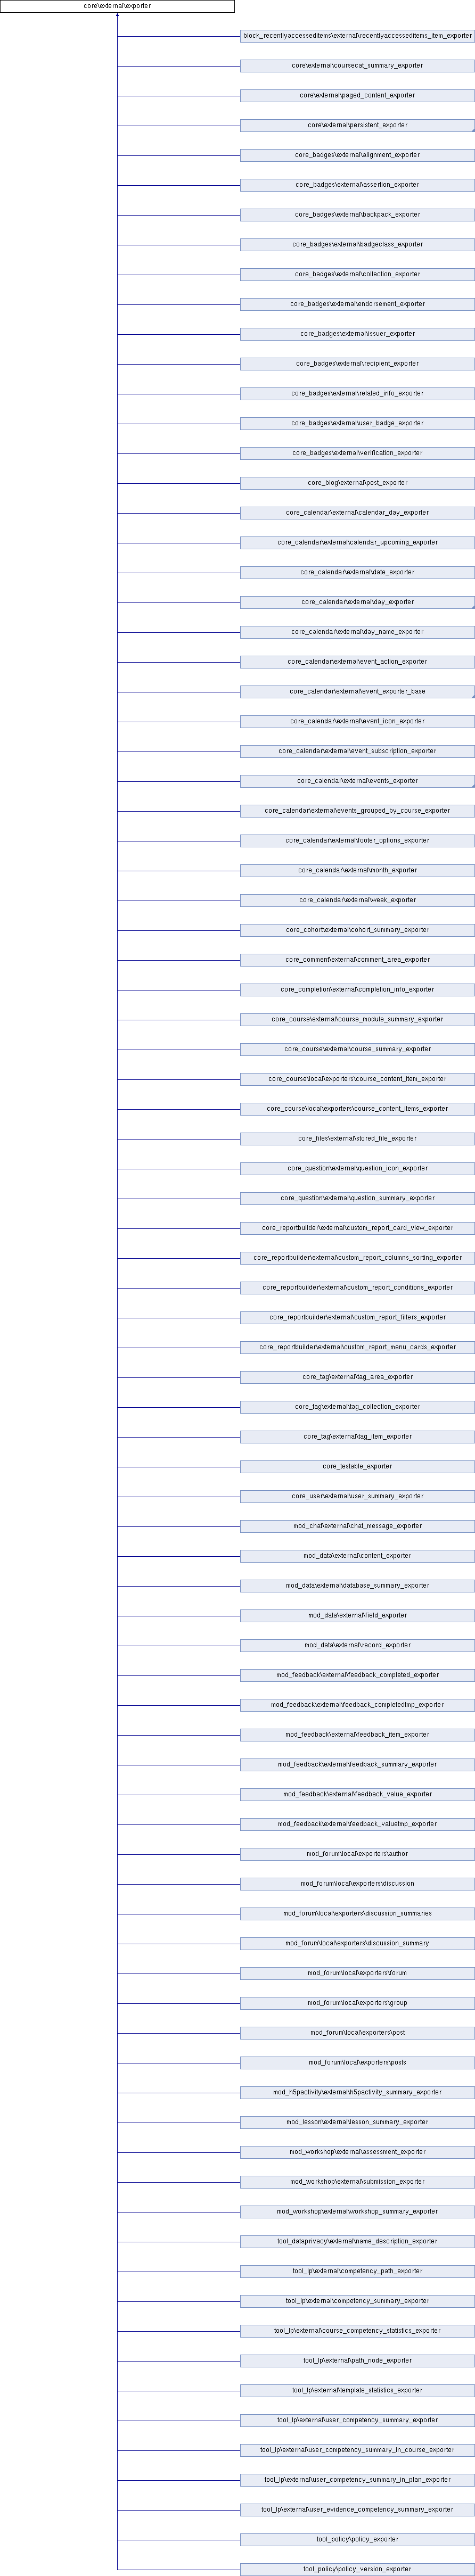 core\external\exporter
block_recentlyaccesseditems\external\recentlyaccesseditems_item_exporter
core\external\coursecat_summary_exporter
core\external\paged_content_exporter
core\external\persistent_exporter
core_badges\external\alignment_exporter
core_badges\external\assertion_exporter
core_badges\external\backpack_exporter
core_badges\external\badgeclass_exporter
core_badges\external\collection_exporter
core_badges\external\endorsement_exporter
core_badges\external\issuer_exporter
core_badges\external\recipient_exporter
core_badges\external\related_info_exporter
core_badges\external\user_badge_exporter
core_badges\external\verification_exporter
core_blog\external\post_exporter
core_calendar\external\calendar_day_exporter
core_calendar\external\calendar_upcoming_exporter
core_calendar\external\date_exporter
core_calendar\external\day_exporter
core_calendar\external\day_name_exporter
core_calendar\external\event_action_exporter
core_calendar\external\event_exporter_base
core_calendar\external\event_icon_exporter
core_calendar\external\event_subscription_exporter
core_calendar\external\events_exporter
core_calendar\external\events_grouped_by_course_exporter
core_calendar\external\footer_options_exporter
core_calendar\external\month_exporter
core_calendar\external\week_exporter
core_cohort\external\cohort_summary_exporter
core_comment\external\comment_area_exporter
core_completion\external\completion_info_exporter
core_course\external\course_module_summary_exporter
core_course\external\course_summary_exporter
core_course\local\exporters\course_content_item_exporter
core_course\local\exporters\course_content_items_exporter
core_files\external\stored_file_exporter
core_question\external\question_icon_exporter
core_question\external\question_summary_exporter
core_reportbuilder\external\custom_report_card_view_exporter
core_reportbuilder\external\custom_report_columns_sorting_exporter
core_reportbuilder\external\custom_report_conditions_exporter
core_reportbuilder\external\custom_report_filters_exporter
core_reportbuilder\external\custom_report_menu_cards_exporter
core_tag\external\tag_area_exporter
core_tag\external\tag_collection_exporter
core_tag\external\tag_item_exporter
core_testable_exporter
core_user\external\user_summary_exporter
mod_chat\external\chat_message_exporter
mod_data\external\content_exporter
mod_data\external\database_summary_exporter
mod_data\external\field_exporter
mod_data\external\record_exporter
mod_feedback\external\feedback_completed_exporter
mod_feedback\external\feedback_completedtmp_exporter
mod_feedback\external\feedback_item_exporter
mod_feedback\external\feedback_summary_exporter
mod_feedback\external\feedback_value_exporter
mod_feedback\external\feedback_valuetmp_exporter
mod_forum\local\exporters\author
mod_forum\local\exporters\discussion
mod_forum\local\exporters\discussion_summaries
mod_forum\local\exporters\discussion_summary
mod_forum\local\exporters\forum
mod_forum\local\exporters\group
mod_forum\local\exporters\post
mod_forum\local\exporters\posts
mod_h5pactivity\external\h5pactivity_summary_exporter
mod_lesson\external\lesson_summary_exporter
mod_workshop\external\assessment_exporter
mod_workshop\external\submission_exporter
mod_workshop\external\workshop_summary_exporter
tool_dataprivacy\external\name_description_exporter
tool_lp\external\competency_path_exporter
tool_lp\external\competency_summary_exporter
tool_lp\external\course_competency_statistics_exporter
tool_lp\external\path_node_exporter
tool_lp\external\template_statistics_exporter
tool_lp\external\user_competency_summary_exporter
tool_lp\external\user_competency_summary_in_course_exporter
tool_lp\external\user_competency_summary_in_plan_exporter
tool_lp\external\user_evidence_competency_summary_exporter
tool_policy\policy_exporter
tool_policy\policy_version_exporter